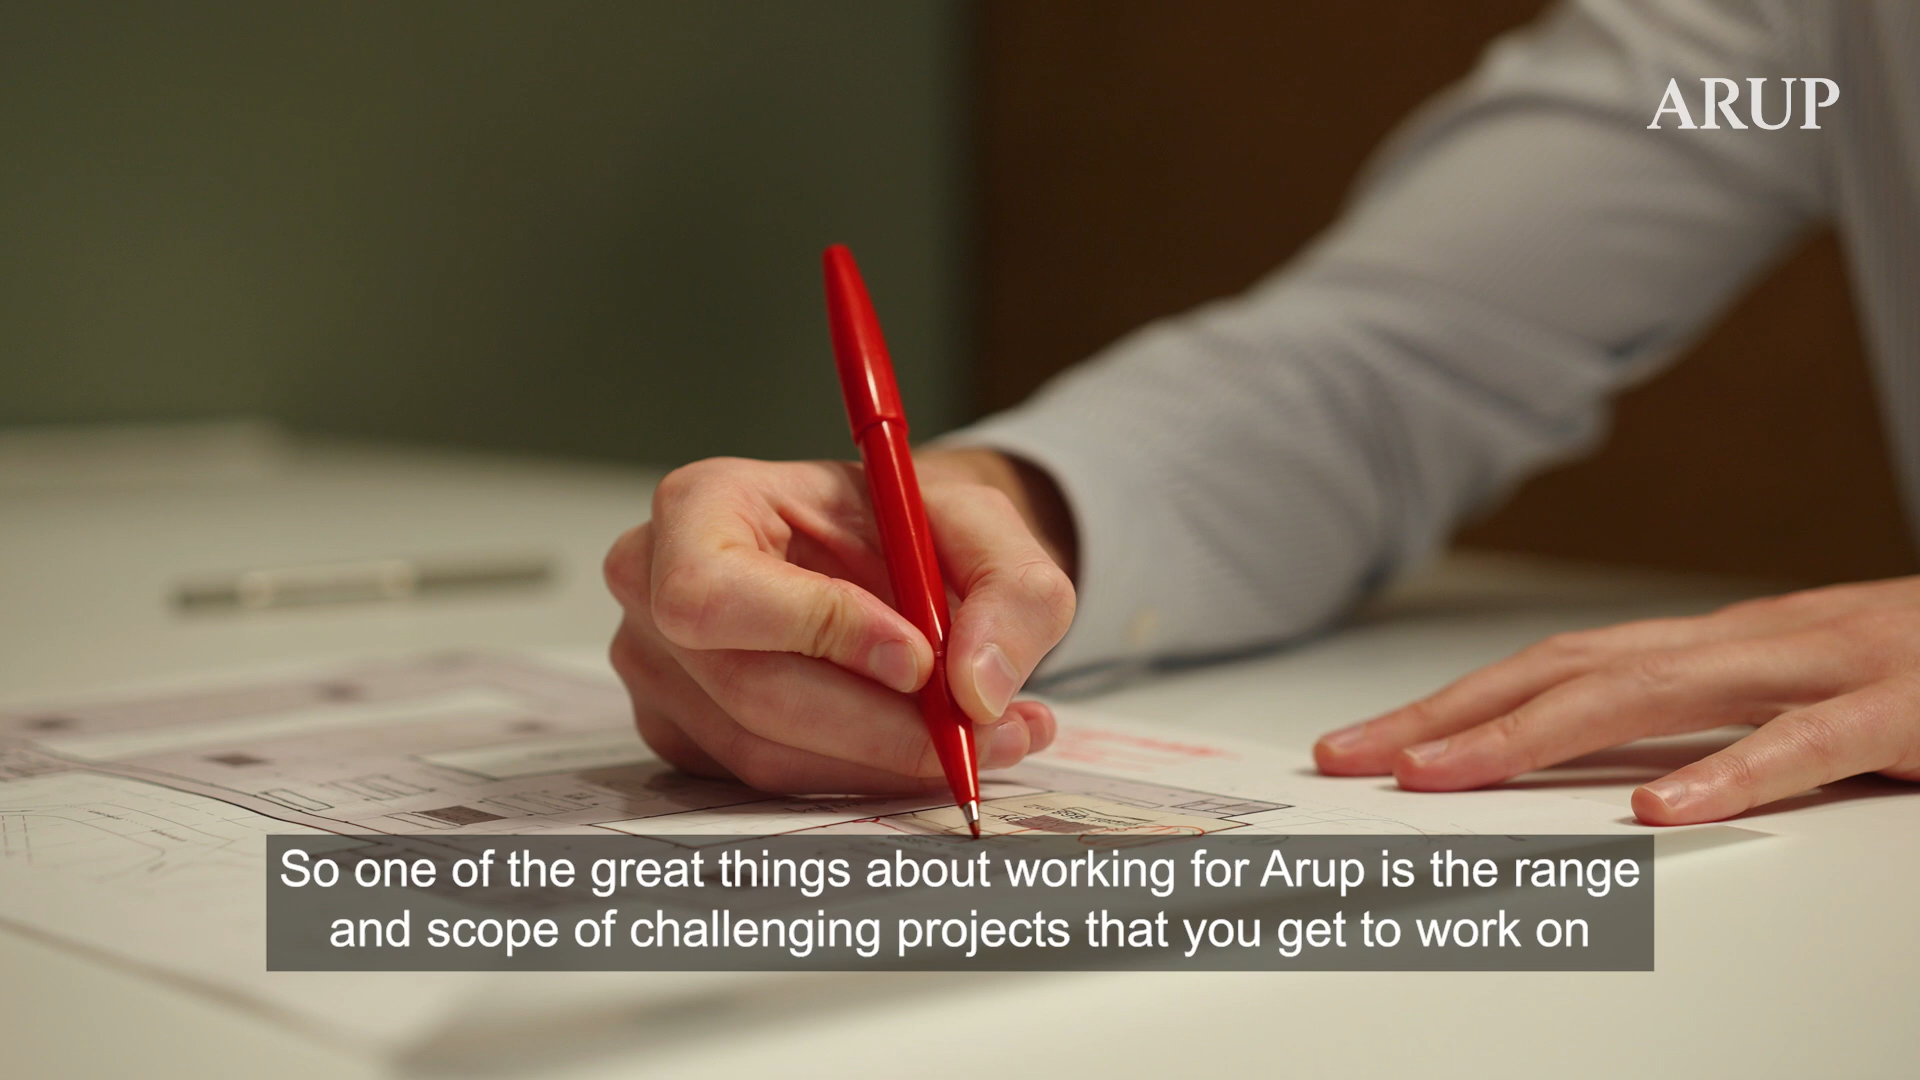 ARUP
So one of the great things about working for Arup is the range
and scope of challenging projects that you get to work on